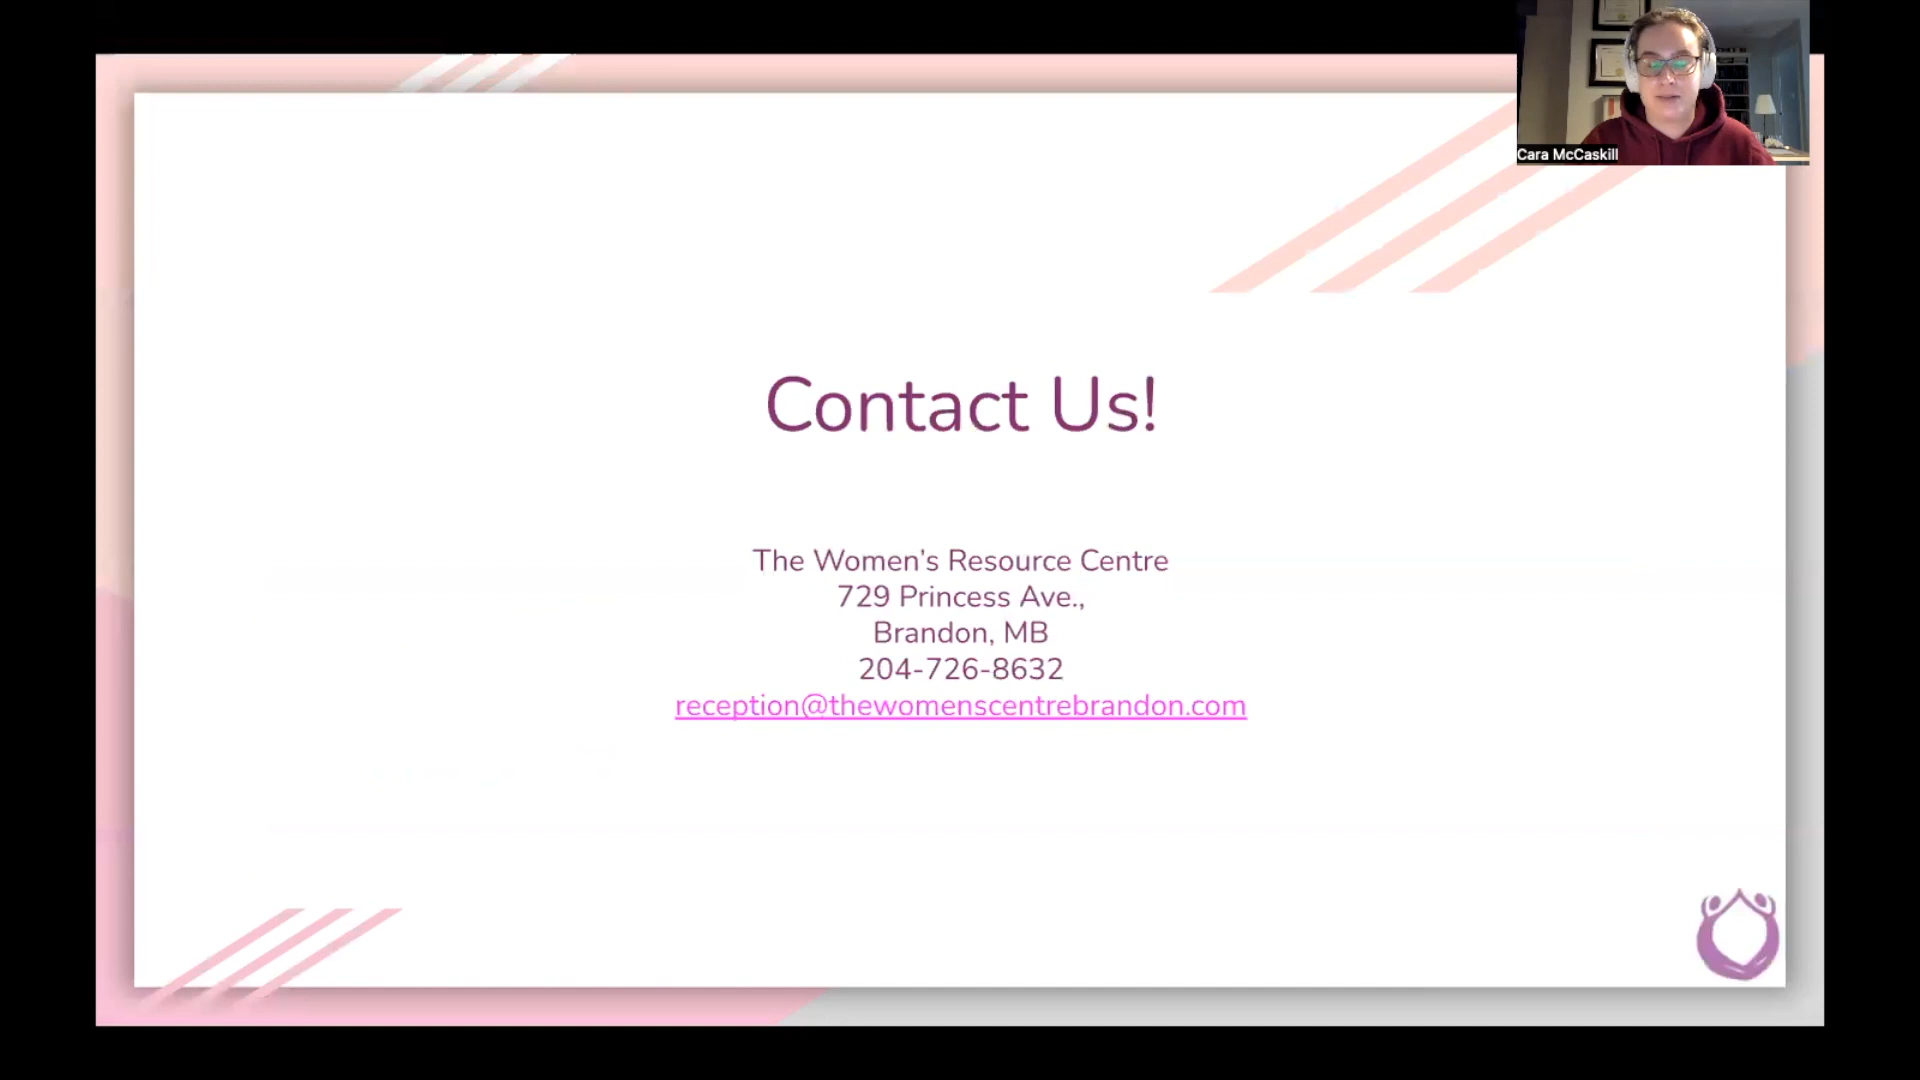 Cara McCaskill
Contact Us!
The Women's Resource Centre
729 Princess Ave.,
Brandon, MB
204-726-8632
reception@thewomenscentrebrandon.com